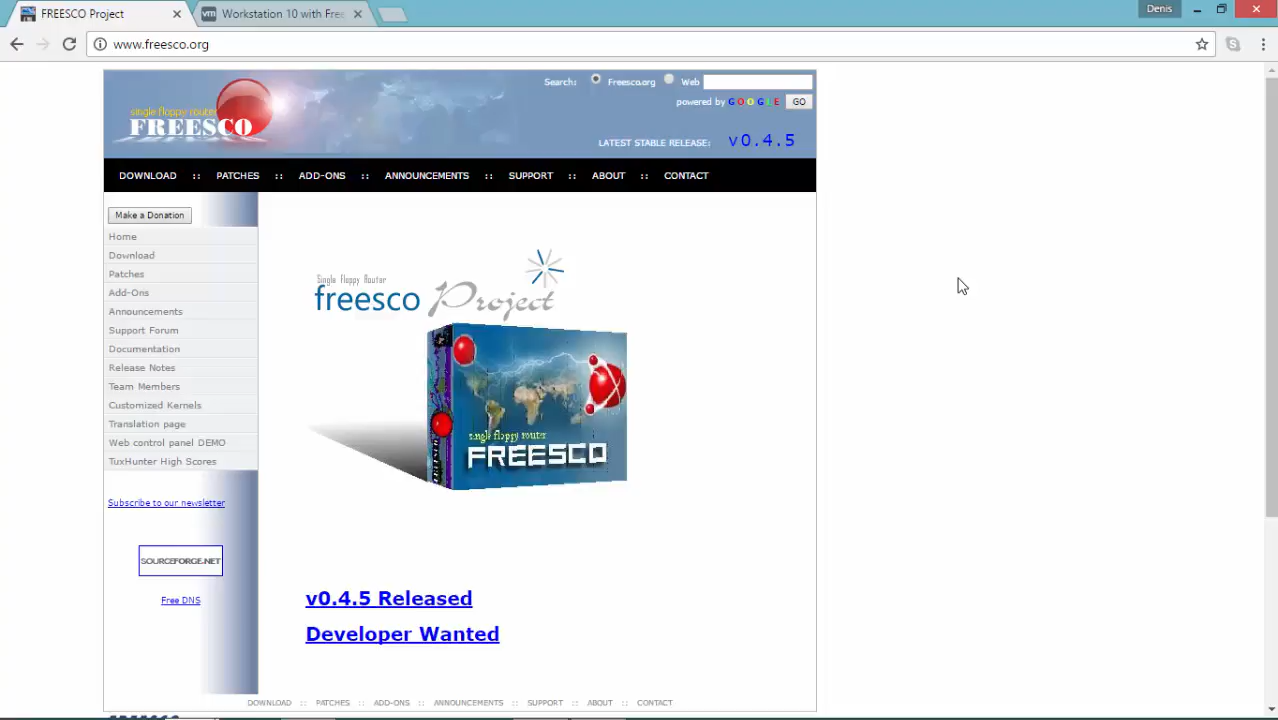 FREESCO Project
Workstation 10 with Free
Denis
www.freesco.org
Search: Freesco.org Web
powered by GOOGLE GO
single floppy router
FREESCO
LATEST STABLE RELEASE: v0.4.5
DOWNLOAD :: PATCHES :: ADD-ONS :: ANNOUNCEMENTS :: SUPPORT :: ABOUT :: CONTACT
Make a Donation
Home
Download
Patches
Add-Ons
Announcements
Support Forum
Documentation
Release Notes
Team Members
Customized Kernels
Translation page
Web control panel DEMO
TuxHunter High Scores
Subscribe to our newsletter
SOURCEFORGE.NET
Free DNS
Single Floppy Router
freesco Project
single floppy router
FREESCO
v0.4.5 Released
Developer Wanted
DOWNLOAD :: PATCHES :: ADD-ONS :: ANNOUNCEMENTS :: SUPPORT :: ABOUT :: CONTACT